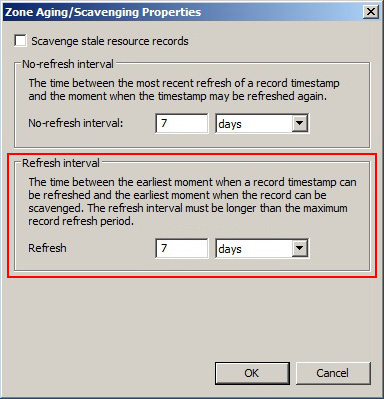 Zone Aging/Scavenging Properties
Scavenge stale resource records
No-refresh interval
The time between the most recent refresh of a record timestamp
and the moment when the timestamp may be refreshed again.
No-refresh interval: 7 days
Refresh interval
The time between the earliest moment when a record timestamp can
be refreshed and the earliest moment when the record can be
scavenged. The refresh interval must be longer than the maximum
record refresh period.
Refresh 7 days
OK Cancel